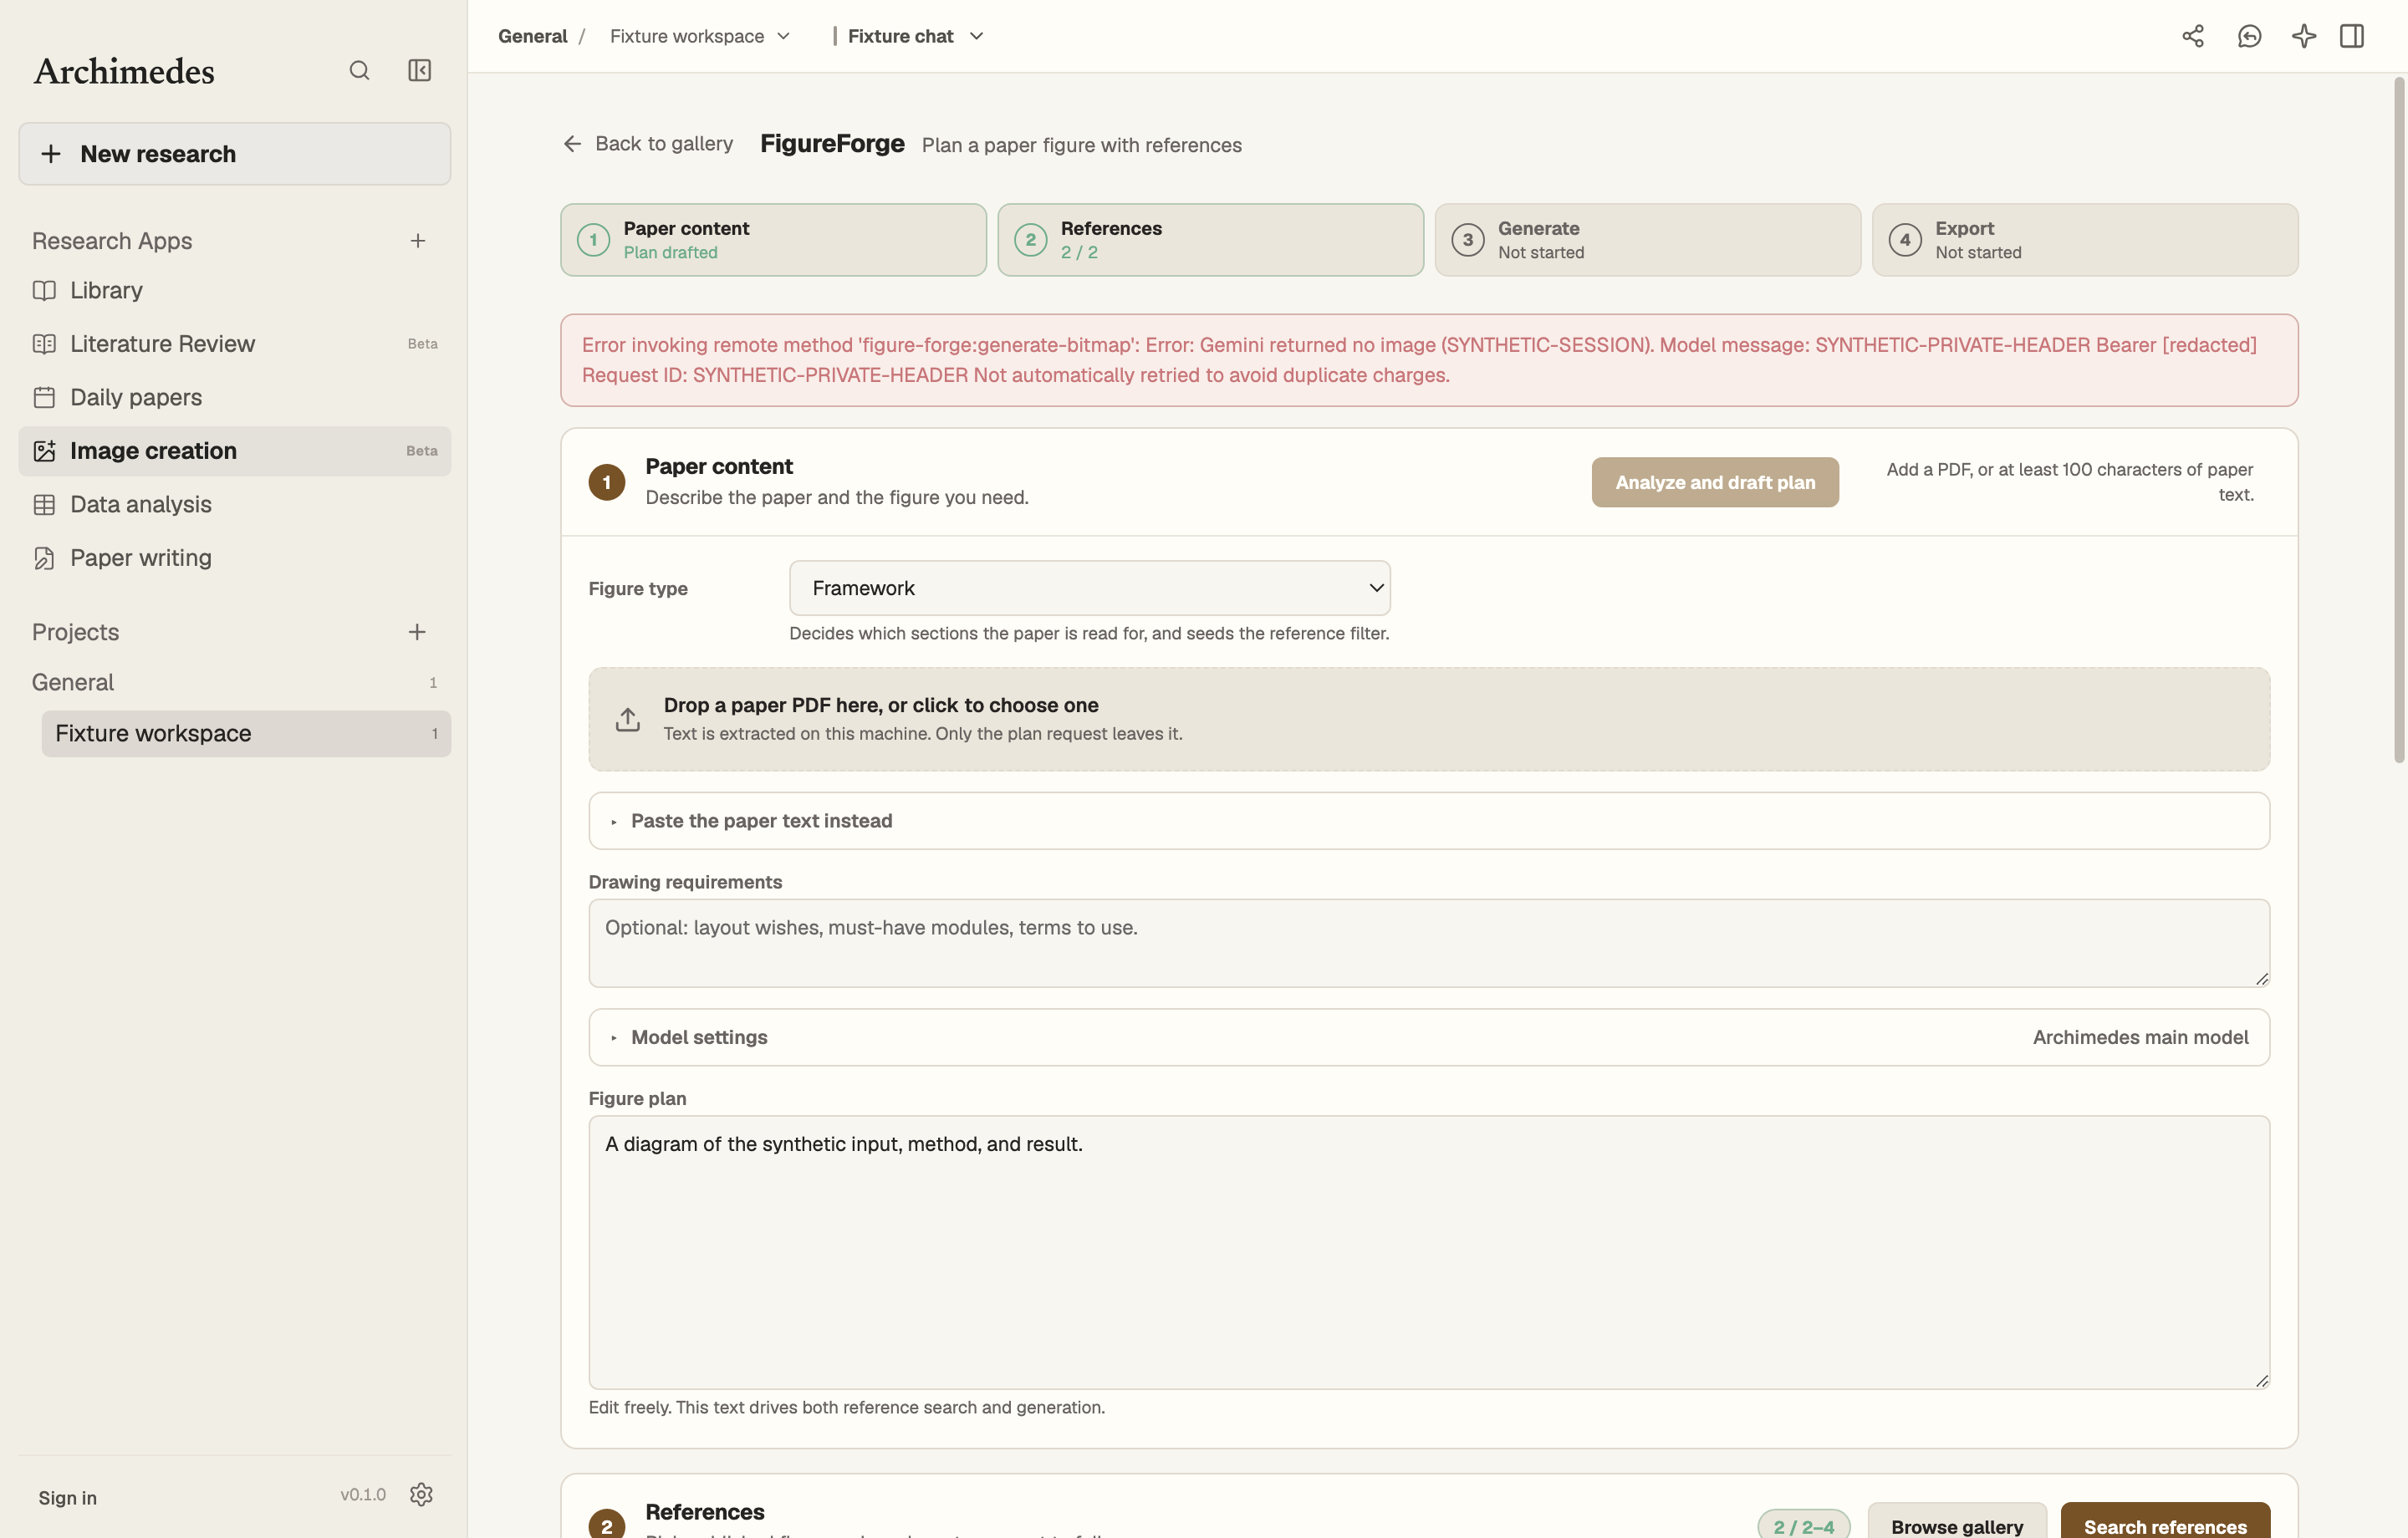 General / Fixture workspace | Fixture chat
Archimedes
New research
Research Apps
Library
Literature Review Beta
Daily papers
Image creation Beta
Data analysis
Paper writing
Projects
General 1
Fixture workspace 1
Sign in v0.1.0
Back to gallery FigureForge Plan a paper figure with references
1 Paper content
Plan drafted
2 References
2 / 2
3 Generate
Not started
4 Export
Not started
Error invoking remote method 'figure-forge:generate-bitmap': Error: Gemini returned no image (SYNTHETIC-SESSION). Model message: SYNTHETIC-PRIVATE-HEADER Bearer [redacted]
Request ID: SYNTHETIC-PRIVATE-HEADER Not automatically retried to avoid duplicate charges.
1 Paper content
Describe the paper and the figure you need.
Analyze and draft plan
Add a PDF, or at least 100 characters of paper
text.
Figure type Framework
Decides which sections the paper is read for, and seeds the reference filter.
Drop a paper PDF here, or click to choose one
Text is extracted on this machine. Only the plan request leaves it.
Paste the paper text instead
Drawing requirements
Optional: layout wishes, must-have modules, terms to use.
Model settings Archimedes main model
Figure plan
A diagram of the synthetic input, method, and result.
Edit freely. This text drives both reference search and generation.
2 References
2 / 2–4 Browse gallery Search references